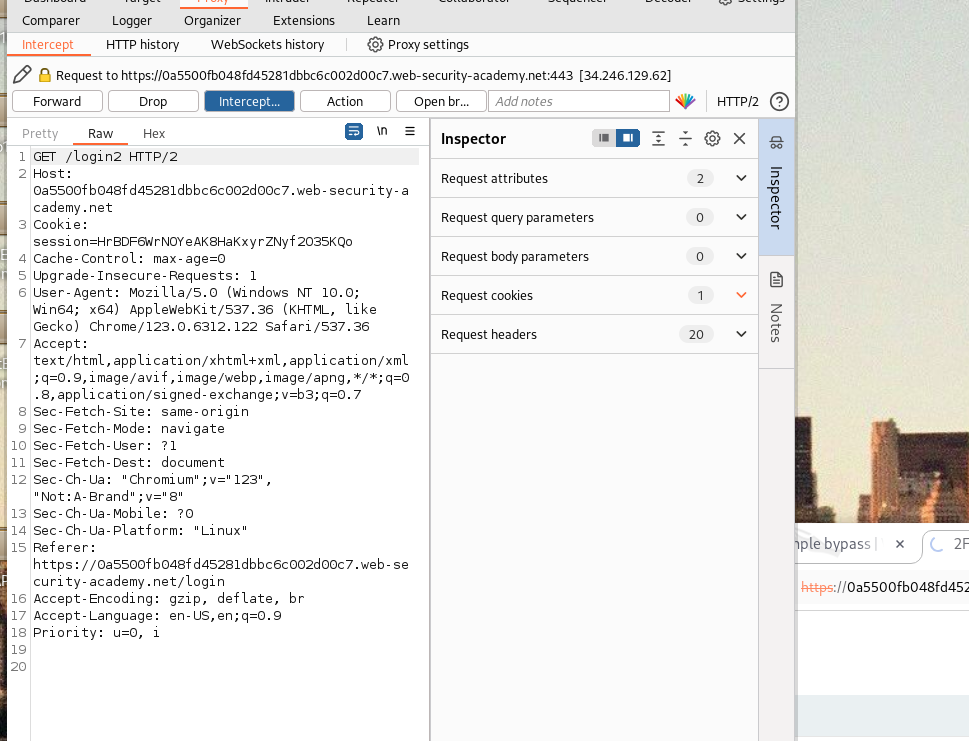 Dashboard Target Proxy Intruder Repeater Collaborator Sequencer Decoder Settings
Comparer Logger Organizer Extensions Learn
Intercept HTTP history WebSockets history Proxy settings
Request to https://0a5500fb048fd45281dbbc6c002d00c7.web-security-academy.net:443 [34.246.129.62]
Forward Drop Intercept... Action Open br... Add notes HTTP/2 ?
Pretty Raw Hex \n
Inspector
1 GET /login2 HTTP/2
2 Host:
0a5500fb048fd45281dbbc6c002d00c7.web-security-a
cademy.net
3 Cookie:
session=HrBDF6WrN0YeAK8HaKxyrZNyf2O35KQo
4 Cache-Control: max-age=0
5 Upgrade-Insecure-Requests: 1
6 User-Agent: Mozilla/5.0 (Windows NT 10.0;
Win64; x64) AppleWebKit/537.36 (KHTML, like
Gecko) Chrome/123.0.6312.122 Safari/537.36
7 Accept:
text/html,application/xhtml+xml,application/xml
;q=0.9,image/avif,image/webp,image/apng,*/*;q=0
.8,application/signed-exchange;v=b3;q=0.7
8 Sec-Fetch-Site: same-origin
9 Sec-Fetch-Mode: navigate
10 Sec-Fetch-User: ?1
11 Sec-Fetch-Dest: document
12 Sec-Ch-Ua: "Chromium";v="123",
"Not:A-Brand";v="8"
13 Sec-Ch-Ua-Mobile: ?0
14 Sec-Ch-Ua-Platform: "Linux"
15 Referer:
https://0a5500fb048fd45281dbbc6c002d00c7.web-se
curity-academy.net/login
16 Accept-Encoding: gzip, deflate, br
17 Accept-Language: en-US,en;q=0.9
18 Priority: u=0, i
19
20
Request attributes 2
Request query parameters 0
Request body parameters 0
Request cookies 1
Request headers 20
Inspector
Notes
mple bypass | 2F
https://0a5500fb048fd452